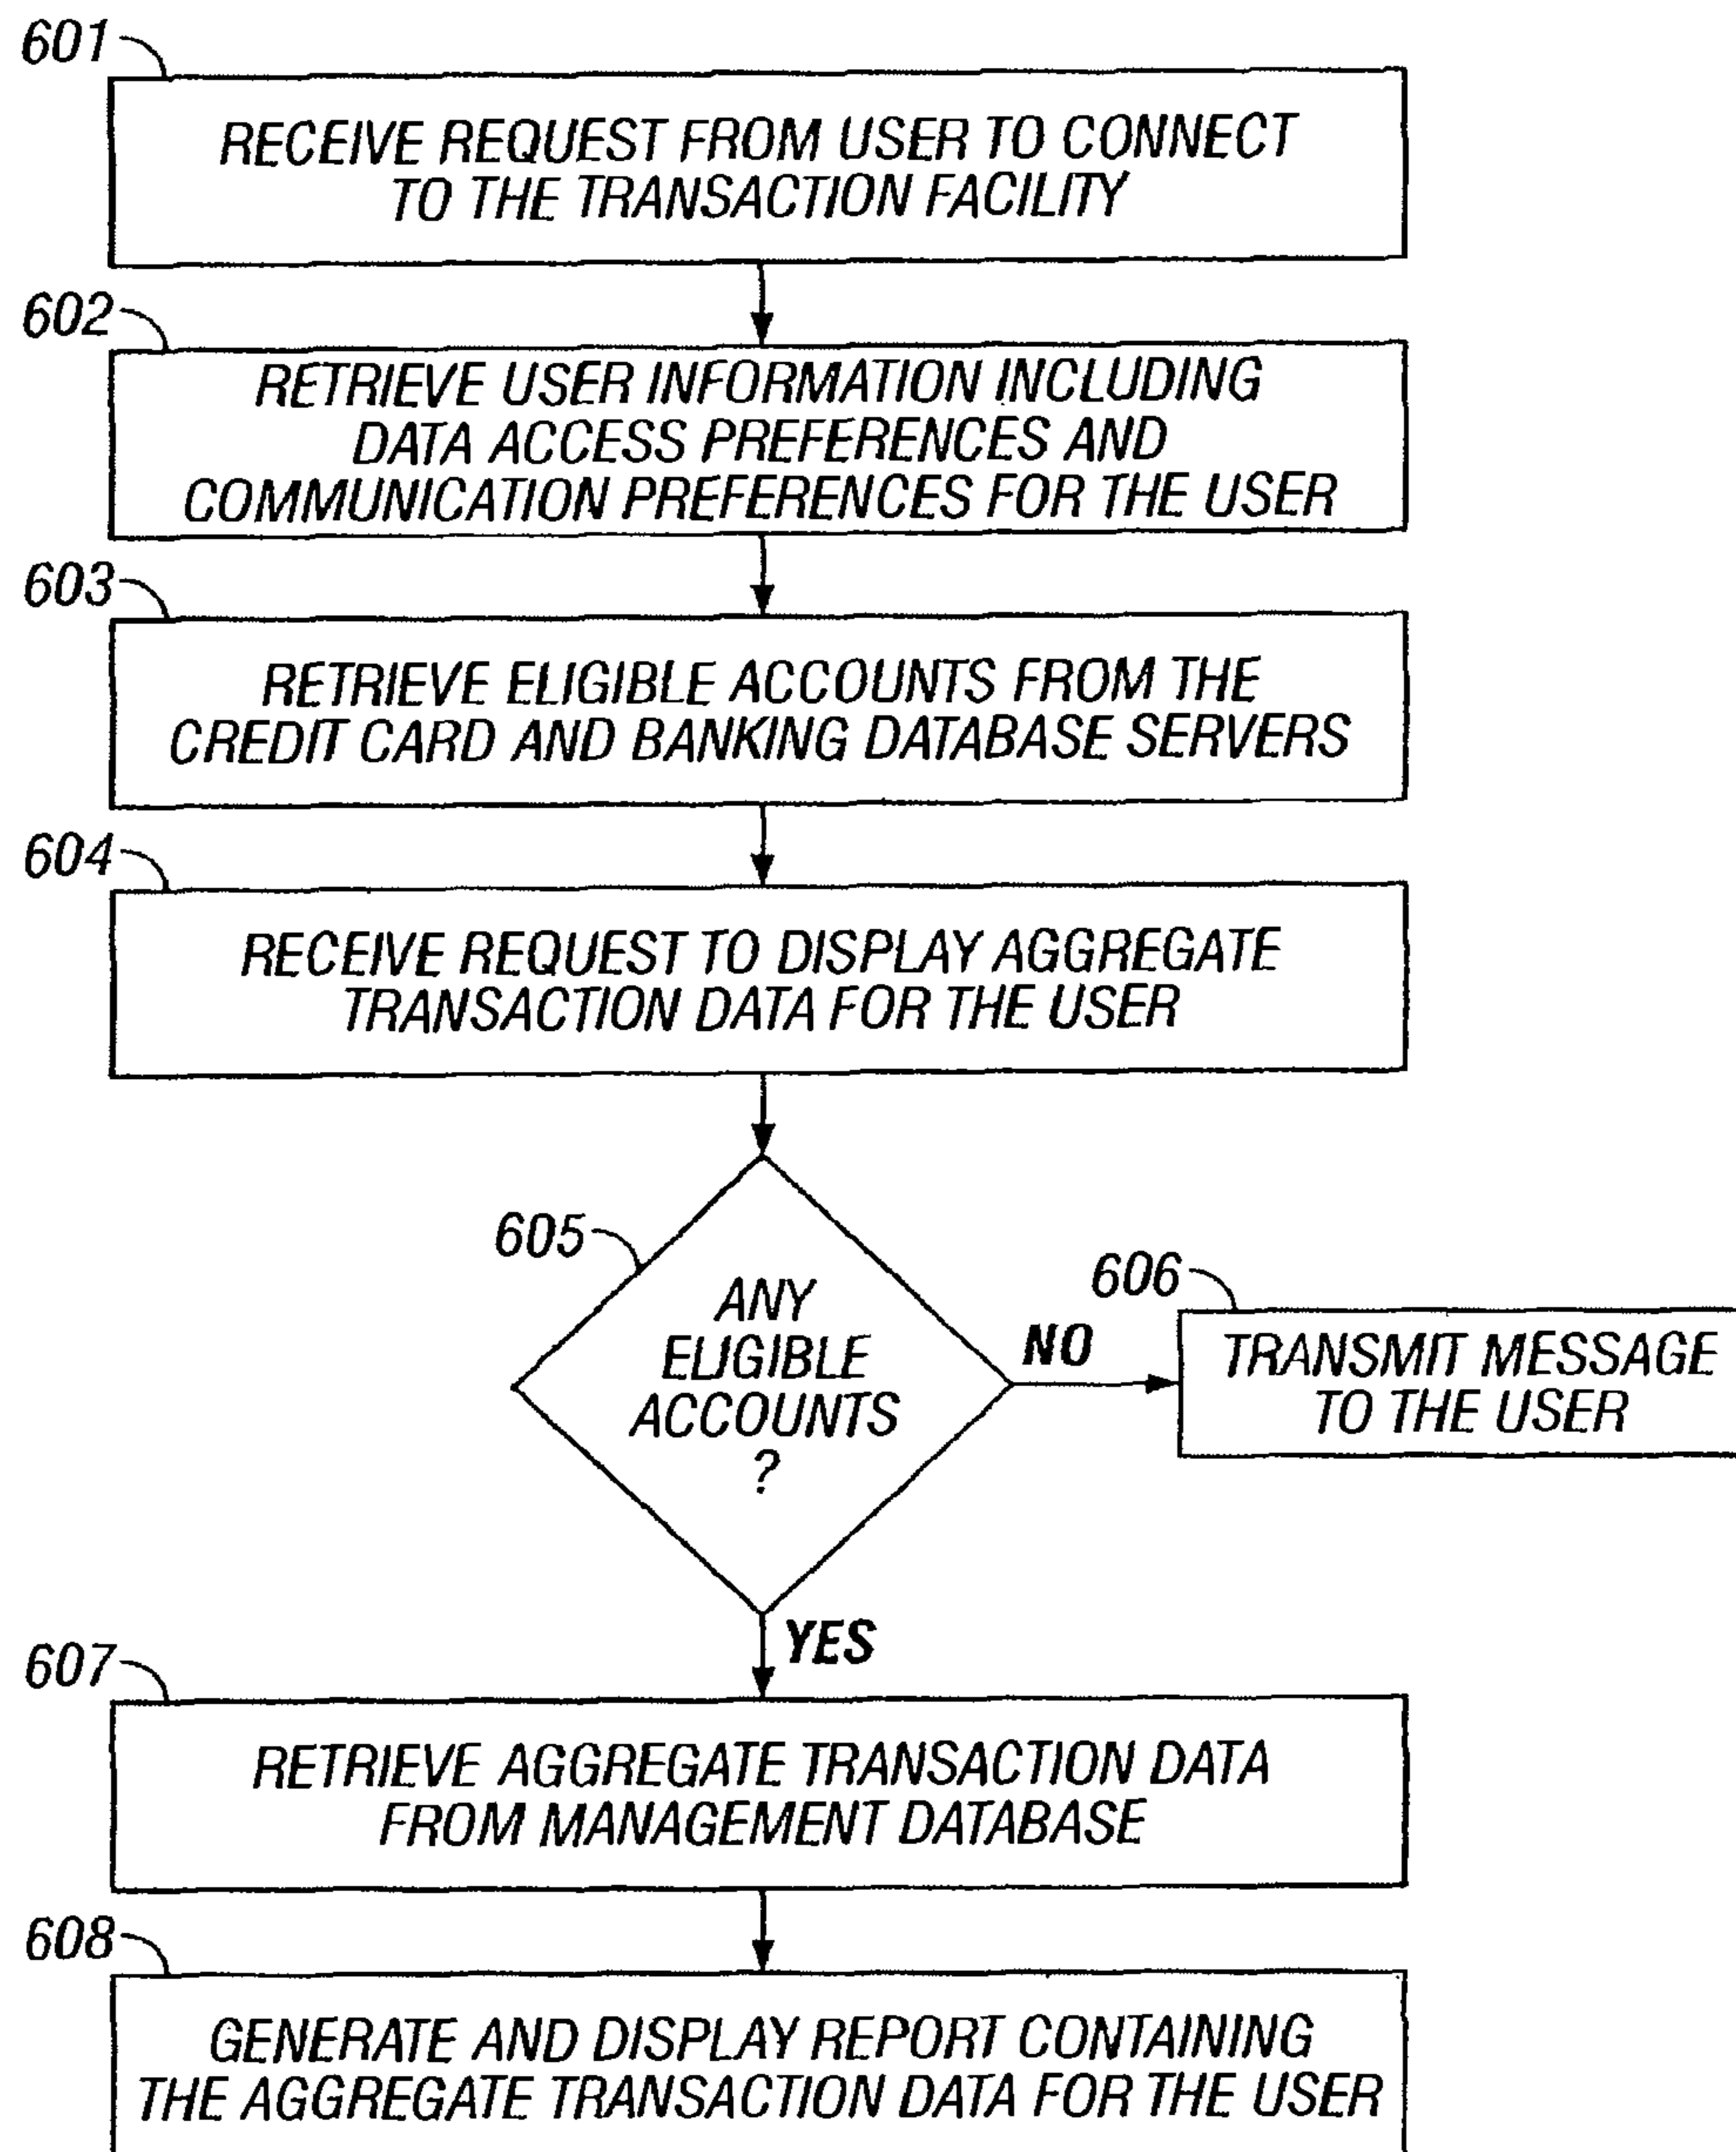 601
RECEIVE REQUEST FROM USER TO CONNECT
TO THE TRANSACTION FACILITY
602
RETRIEVE USER INFORMATION INCLUDING
DATA ACCESS PREFERENCES AND
COMMUNICATION PREFERENCES FOR THE USER
603
RETRIEVE ELIGIBLE ACCOUNTS FROM THE
CREDIT CARD AND BANKING DATABASE SERVERS
604
RECEIVE REQUEST TO DISPLAY AGGREGATE
TRANSACTION DATA FOR THE USER
605
ANY
ELIGIBLE
ACCOUNTS
?
NO
606
TRANSMIT MESSAGE
TO THE USER
YES
607
RETRIEVE AGGREGATE TRANSACTION DATA
FROM MANAGEMENT DATABASE
608
GENERATE AND DISPLAY REPORT CONTAINING
THE AGGREGATE TRANSACTION DATA FOR THE USER